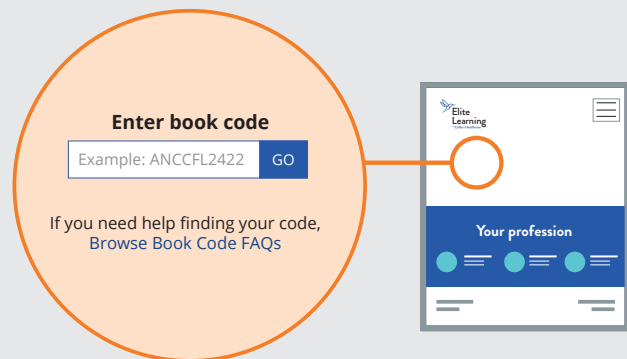 Enter book code
Example: ANCCFL2422
GO
If you need help finding your code,
Browse Book Code FAQs
Elite
Learning
Your profession